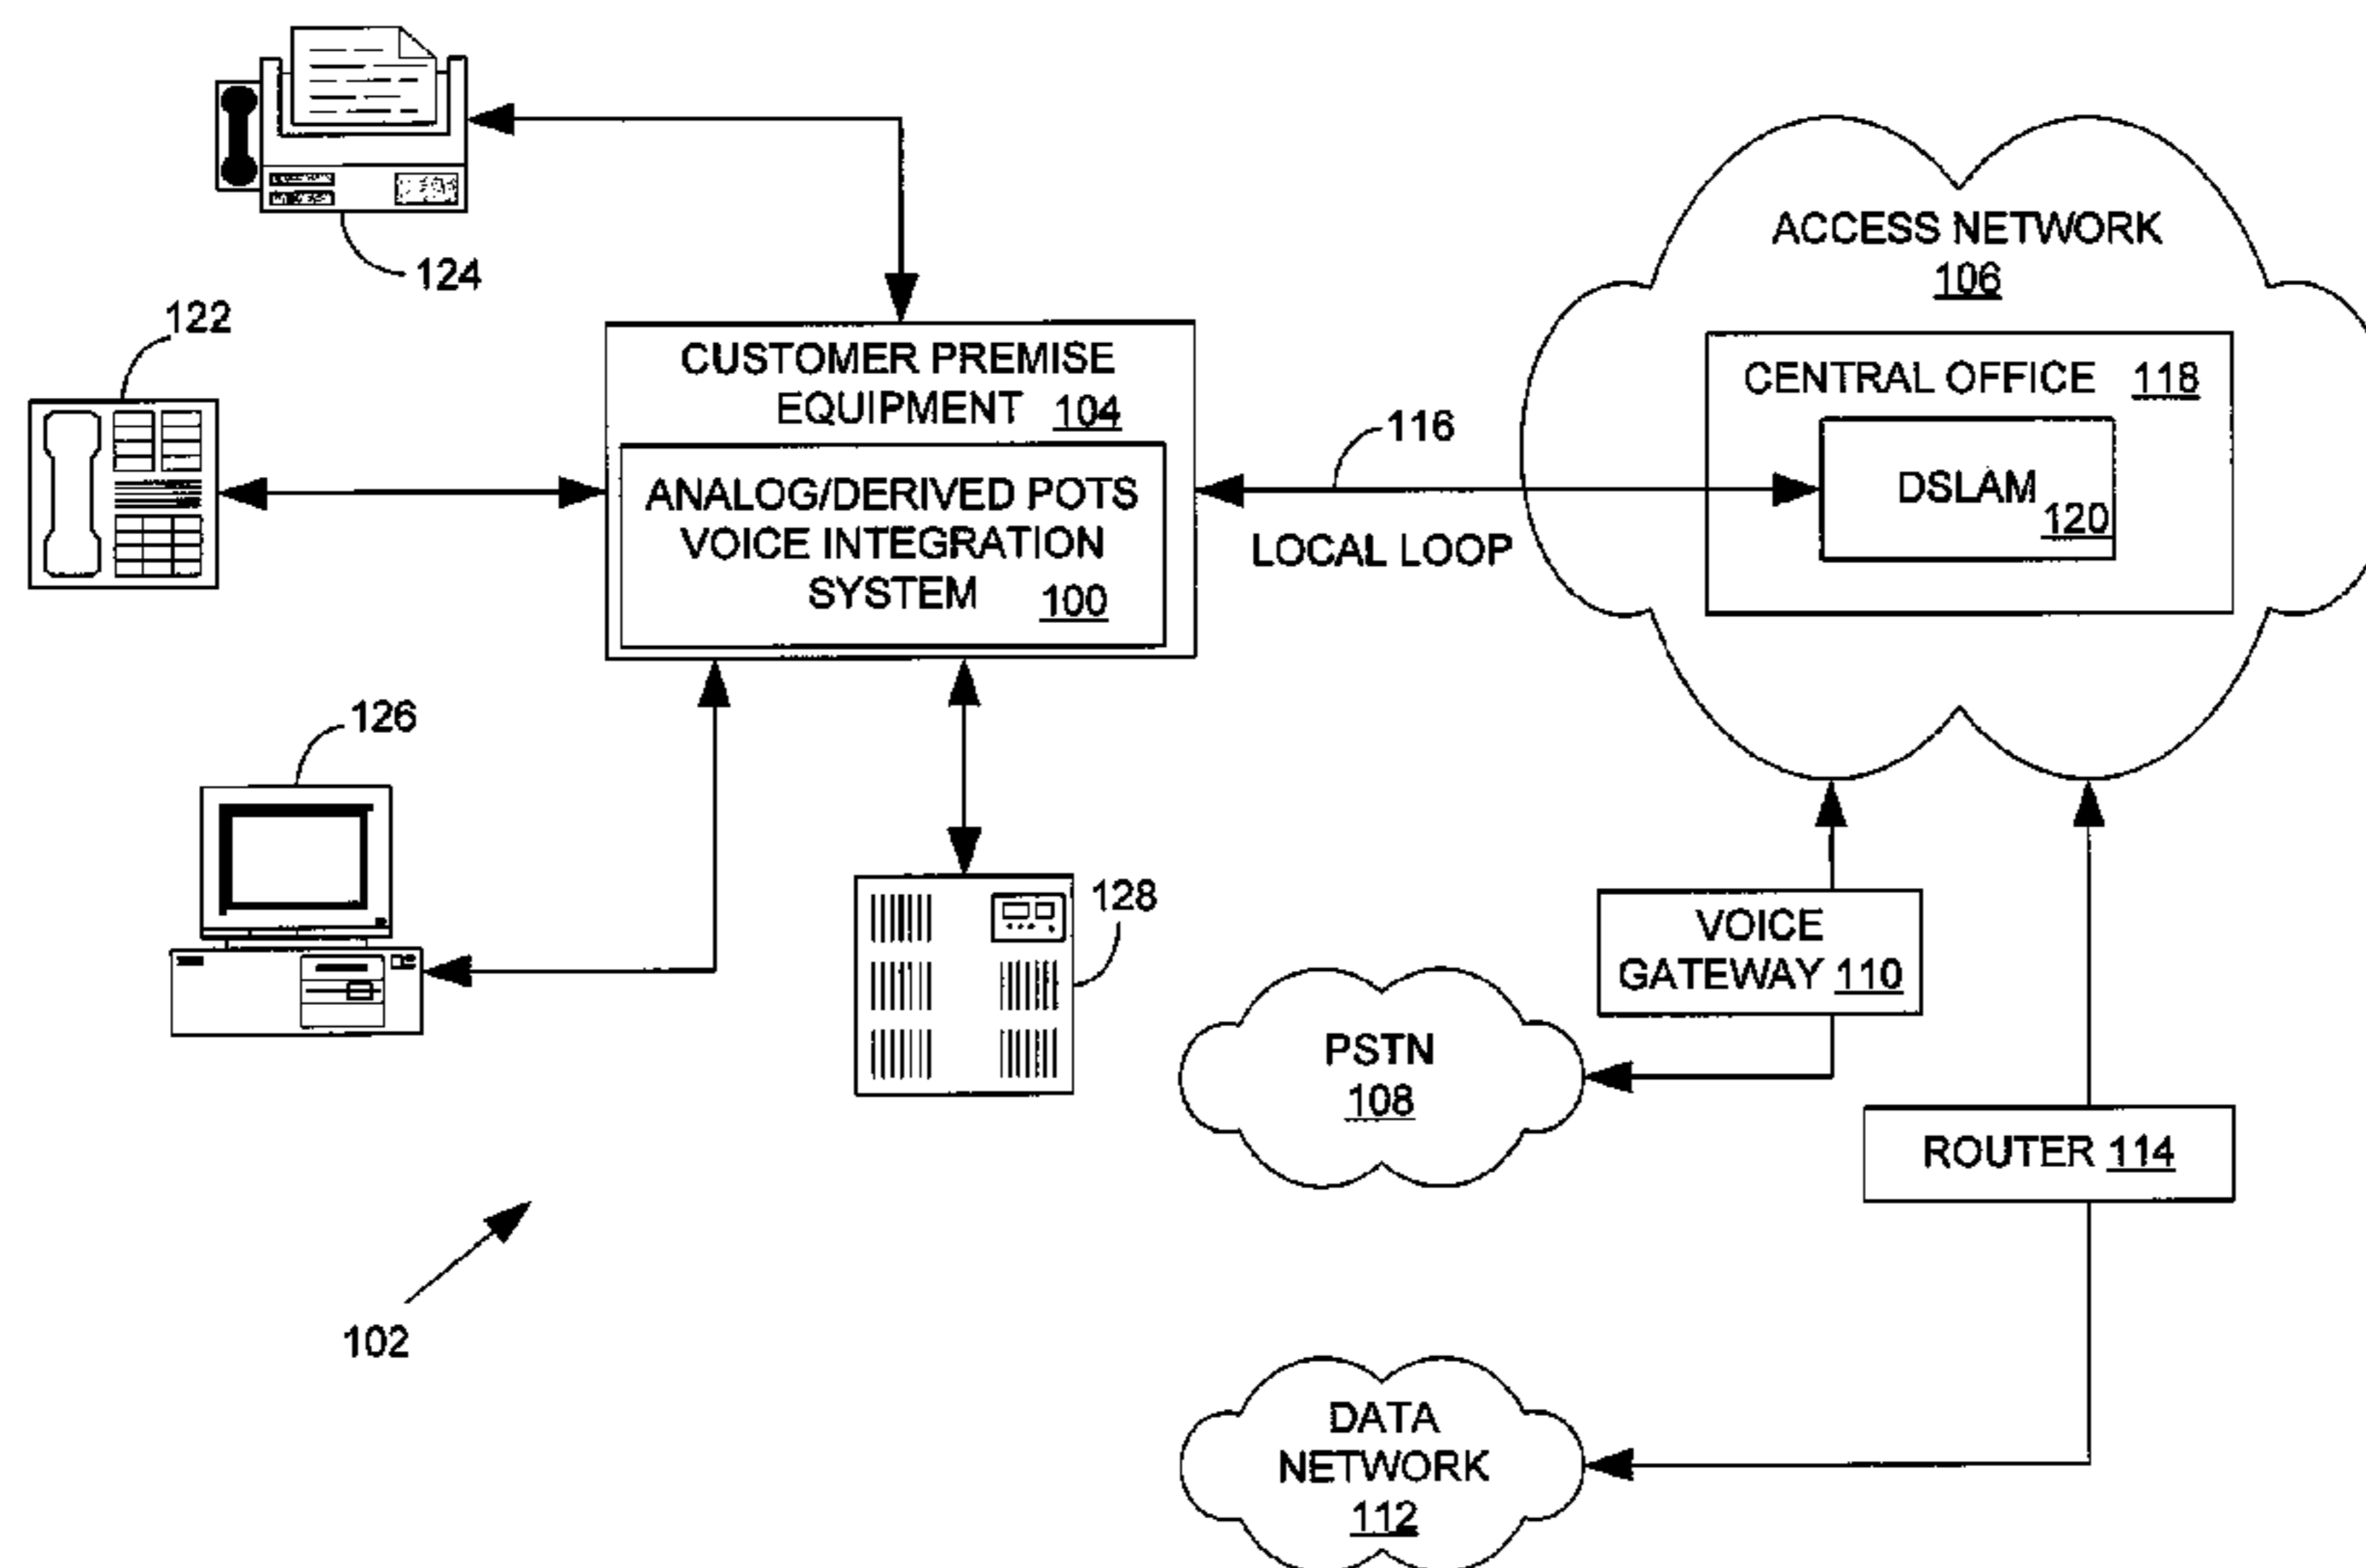 124
122
CUSTOMER PREMISE
EQUIPMENT 104
ANALOG/DERIVED POTS
VOICE INTEGRATION
SYSTEM 100
116
LOCAL LOOP
ACCESS NETWORK
106
CENTRAL OFFICE 118
DSLAM
120
126
128
VOICE
GATEWAY 110
PSTN
108
ROUTER 114
102
DATA
NETWORK
112